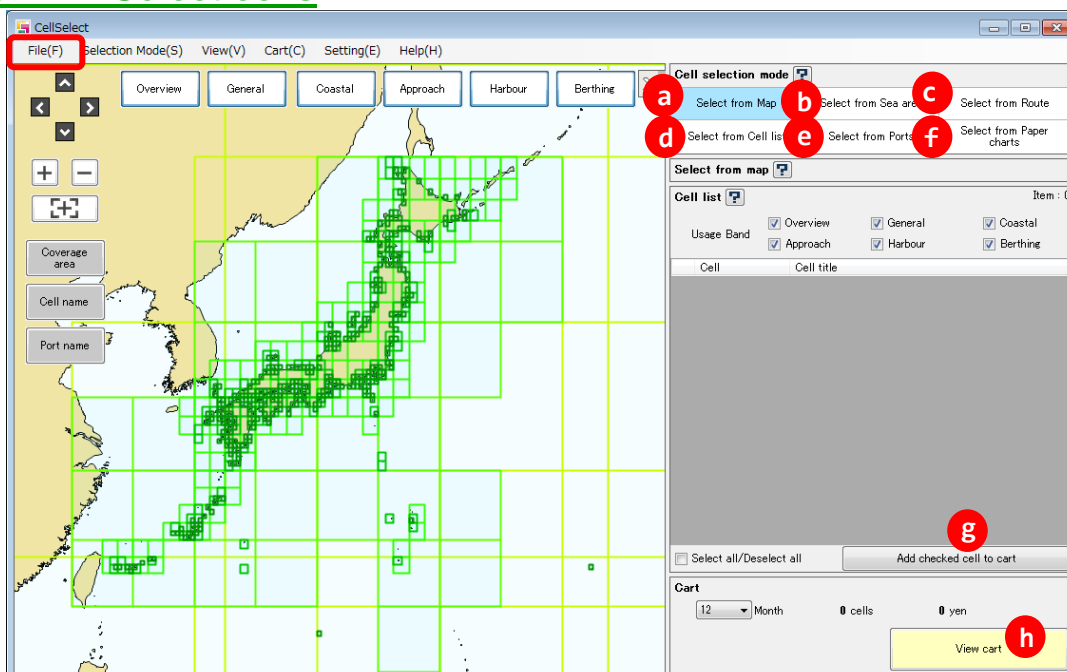 CellSelect
File(F) Selection Mode(S) View(V) Cart(C) Setting(E) Help(H)
Overview General Coastal Approach Harbour Berthing
Coverage
area
Cell name
Port name
Cell selection mode ?
a Select from Map b Select from Sea are c Select from Route
d Select from Cell list e Select from Ports f Select from Paper
charts
Select from map ?
Cell list ? Item : 0
Usage Band
Overview General Coastal
Approach Harbour Berthing
Cell Cell title
g
Select all/Deselect all Add checked cell to cart
Cart
12 Month 0 cells 0 yen
View cart h